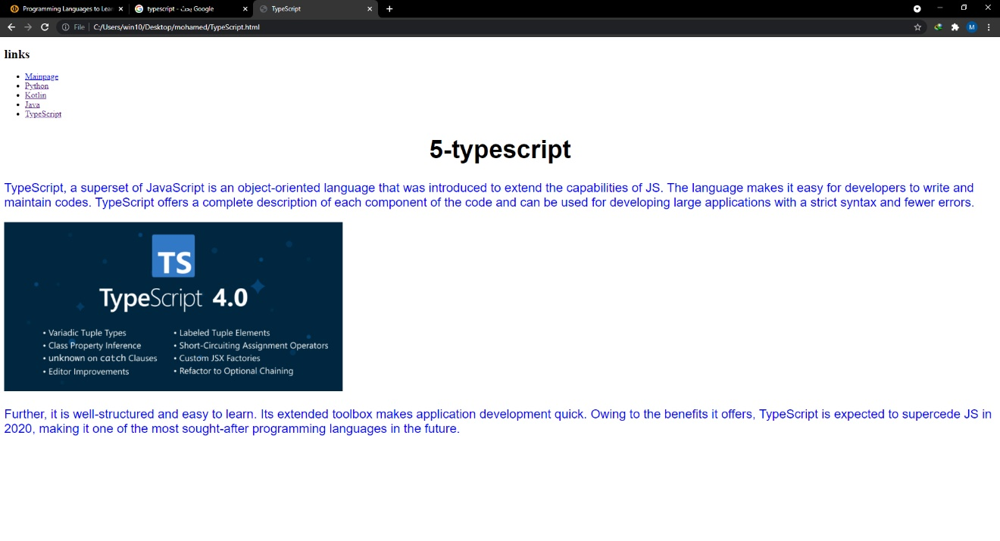 Programming Languages to Lear
typescript - بحث Google
TypeScript
File
C:/Users/win10/Desktop/mohamed/TypeScript.html
M
links
• Mainpage
• Python
• Kotlin
• Java
• TypeScript
5-typescript
TypeScript, a superset of JavaScript is an object-oriented language that was introduced to extend the capabilities of JS. The language makes it easy for developers to write and
maintain codes. TypeScript offers a complete description of each component of the code and can be used for developing large applications with a strict syntax and fewer errors.
TS
TypeScript 4.0
• Variadic Tuple Types
• Class Property Inference
• unknown on catch Clauses
• Editor Improvements
• Labeled Tuple Elements
• Short-Circuiting Assignment Operators
• Custom JSX Factories
• Refactor to Optional Chaining
Further, it is well-structured and easy to learn. Its extended toolbox makes application development quick. Owing to the benefits it offers, TypeScript is expected to supercede JS in
2020, making it one of the most sought-after programming languages in the future.